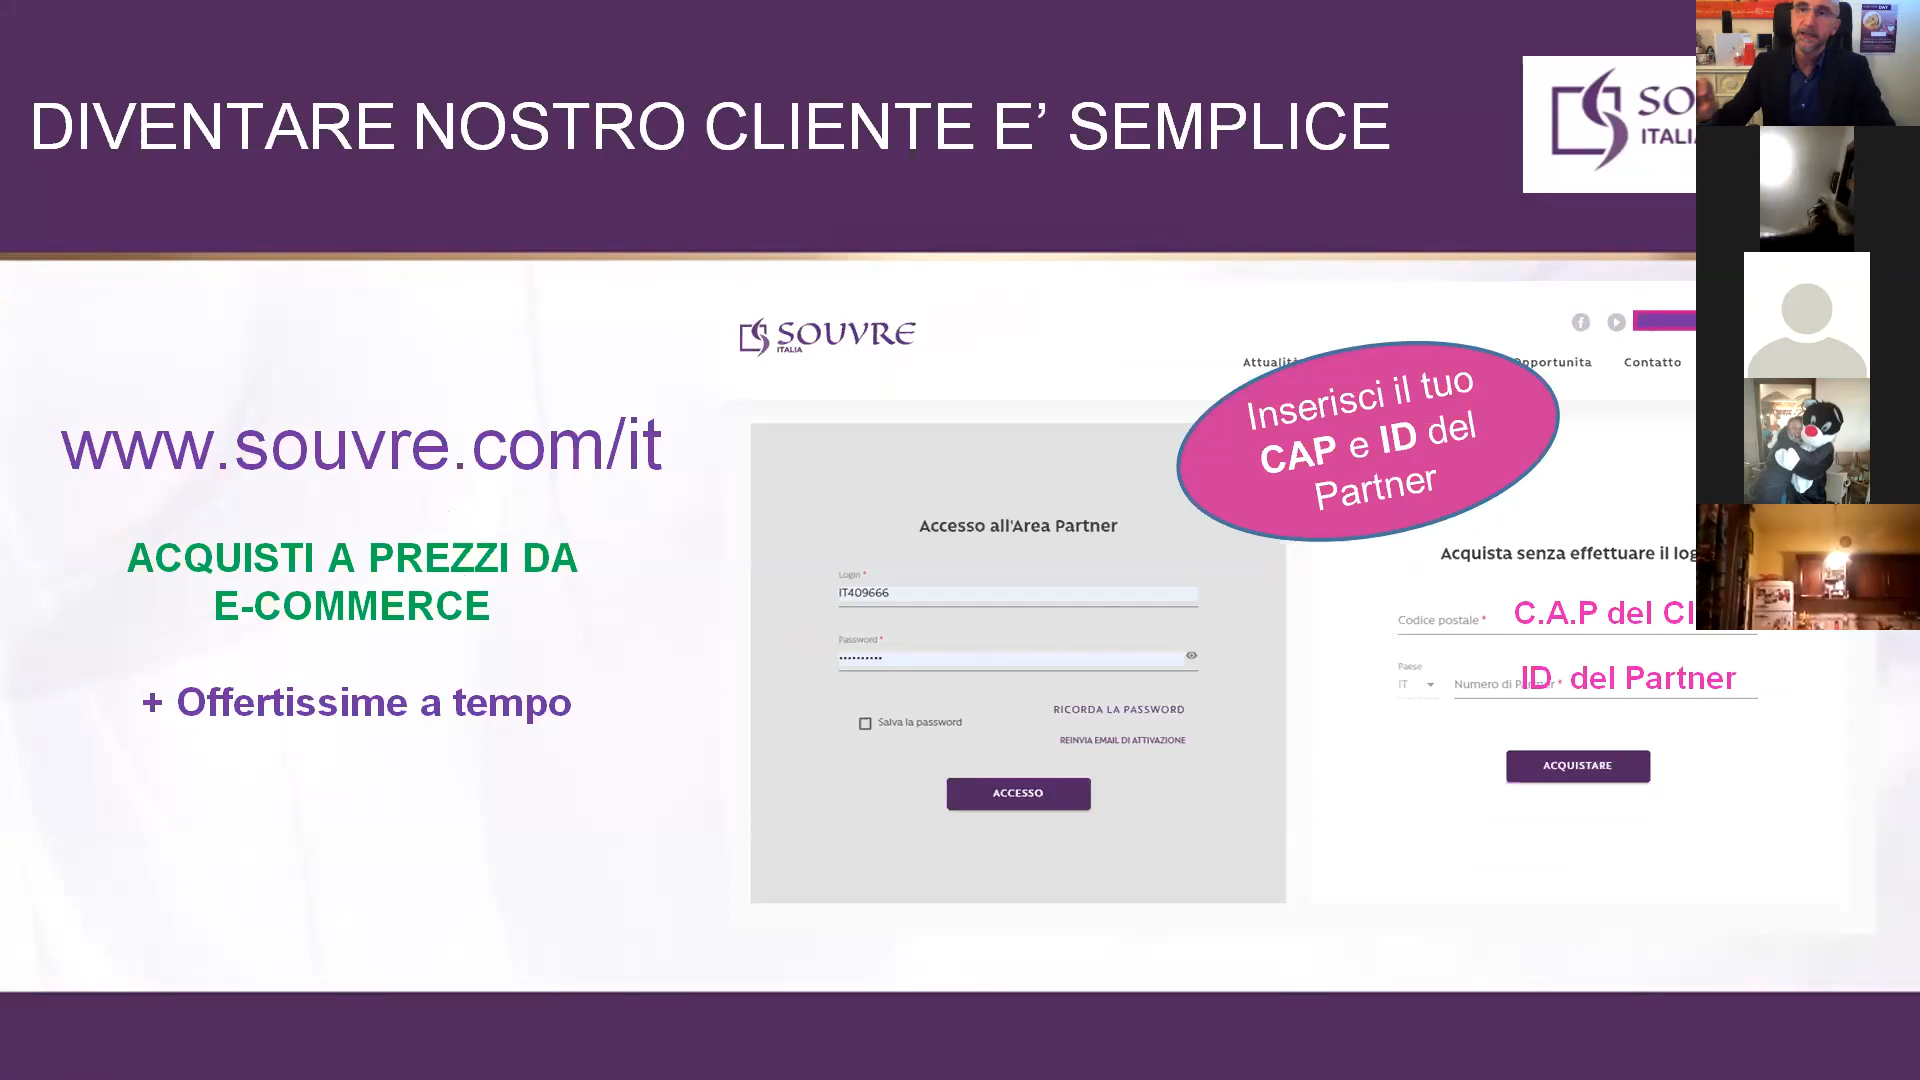 DIVENTARE NOSTRO CLIENTE E’ SEMPLICE
SO
ITALIA
DAY
SOUVRE
ITALIA
Attualità
Opportunita
Contatto
www.souvre.com/it
ACQUISTI A PREZZI DA
E-COMMERCE
+ Offertissime a tempo
Inserisci il tuo
CAP e ID del
Partner
Accesso all'Area Partner
Login *
IT409666
Password *
Salva la password
RICORDA LA PASSWORD
REINVIA EMAIL DI ATTIVAZIONE
ACCESSO
Acquista senza effettuare il log
Codice postale *
C.A.P del Cl
Paese
IT
Numero di Partner *
ID del Partner
ACQUISTARE